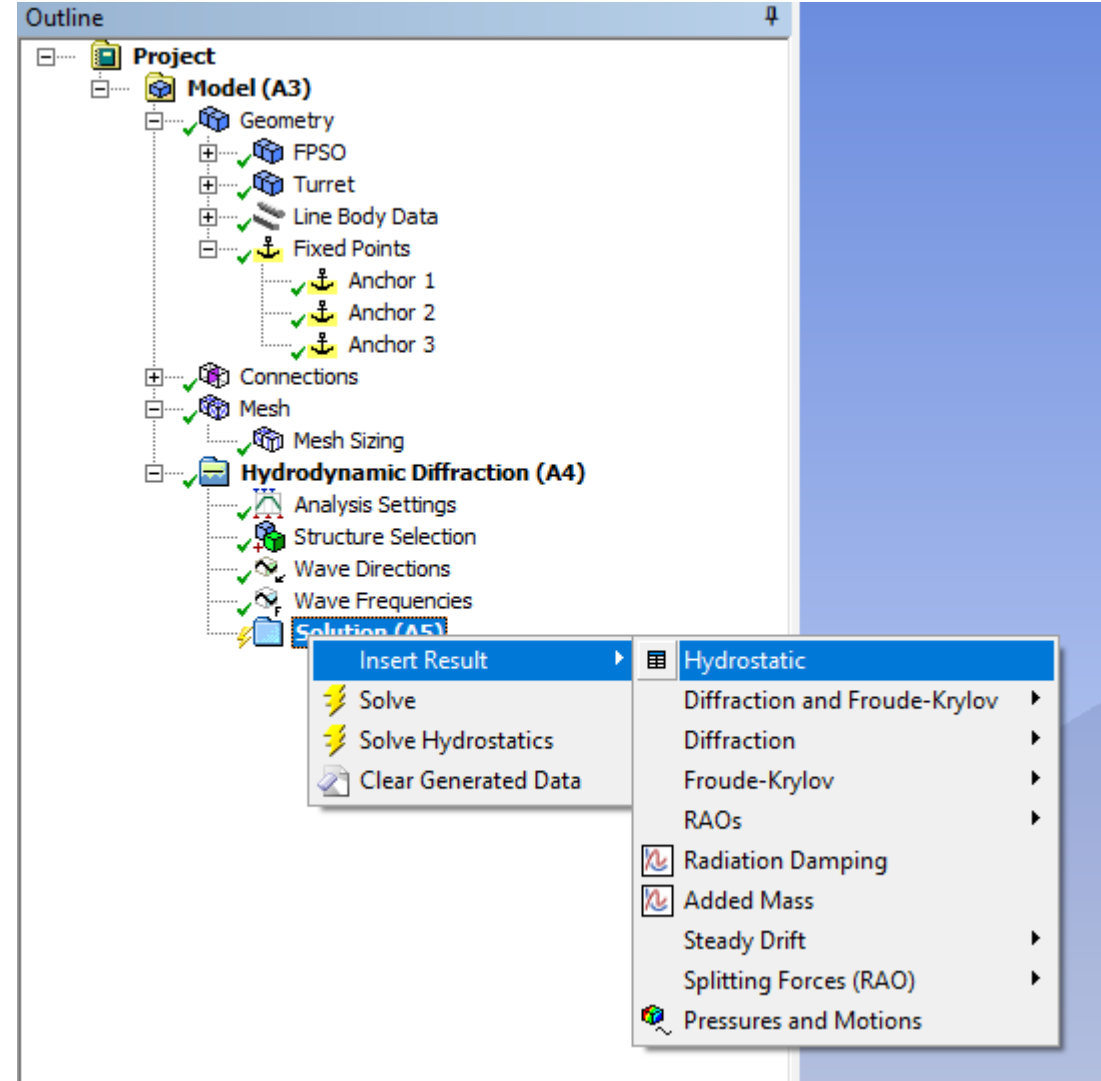 Outline
Project
Model (A3)
Geometry
FPSO
Turret
Line Body Data
Fixed Points
Anchor 1
Anchor 2
Anchor 3
Connections
Mesh
Mesh Sizing
Hydrodynamic Diffraction (A4)
Analysis Settings
Structure Selection
Wave Directions
Wave Frequencies
Solution (A5)
Insert Result
Solve
Solve Hydrostatics
Clear Generated Data
Hydrostatic
Diffraction and Froude-Krylov
Diffraction
Froude-Krylov
RAOs
Radiation Damping
Added Mass
Steady Drift
Splitting Forces (RAO)
Pressures and Motions